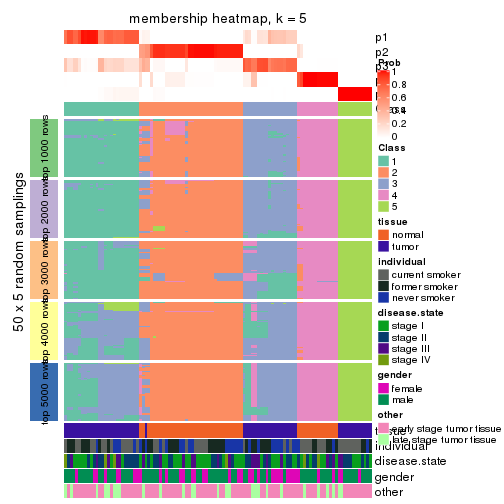 membership heatmap, k = 5
p1
p2
p3
Prob
1
0.8
0.6
0.4
0.2
0
Class
1
2
3
4
5
tissue
normal
tumor
individual
current smoker
former smoker
never smoker
disease.state
stage I
stage II
stage III
stage IV
gender
female
male
other
early stage tumor tissue
late stage tumor tissue
50 x 5 random samplings
top 1000 rows
top 2000 rows
top 3000 rows
top 4000 rows
top 5000 rows
tissue
individual
disease.state
gender
other